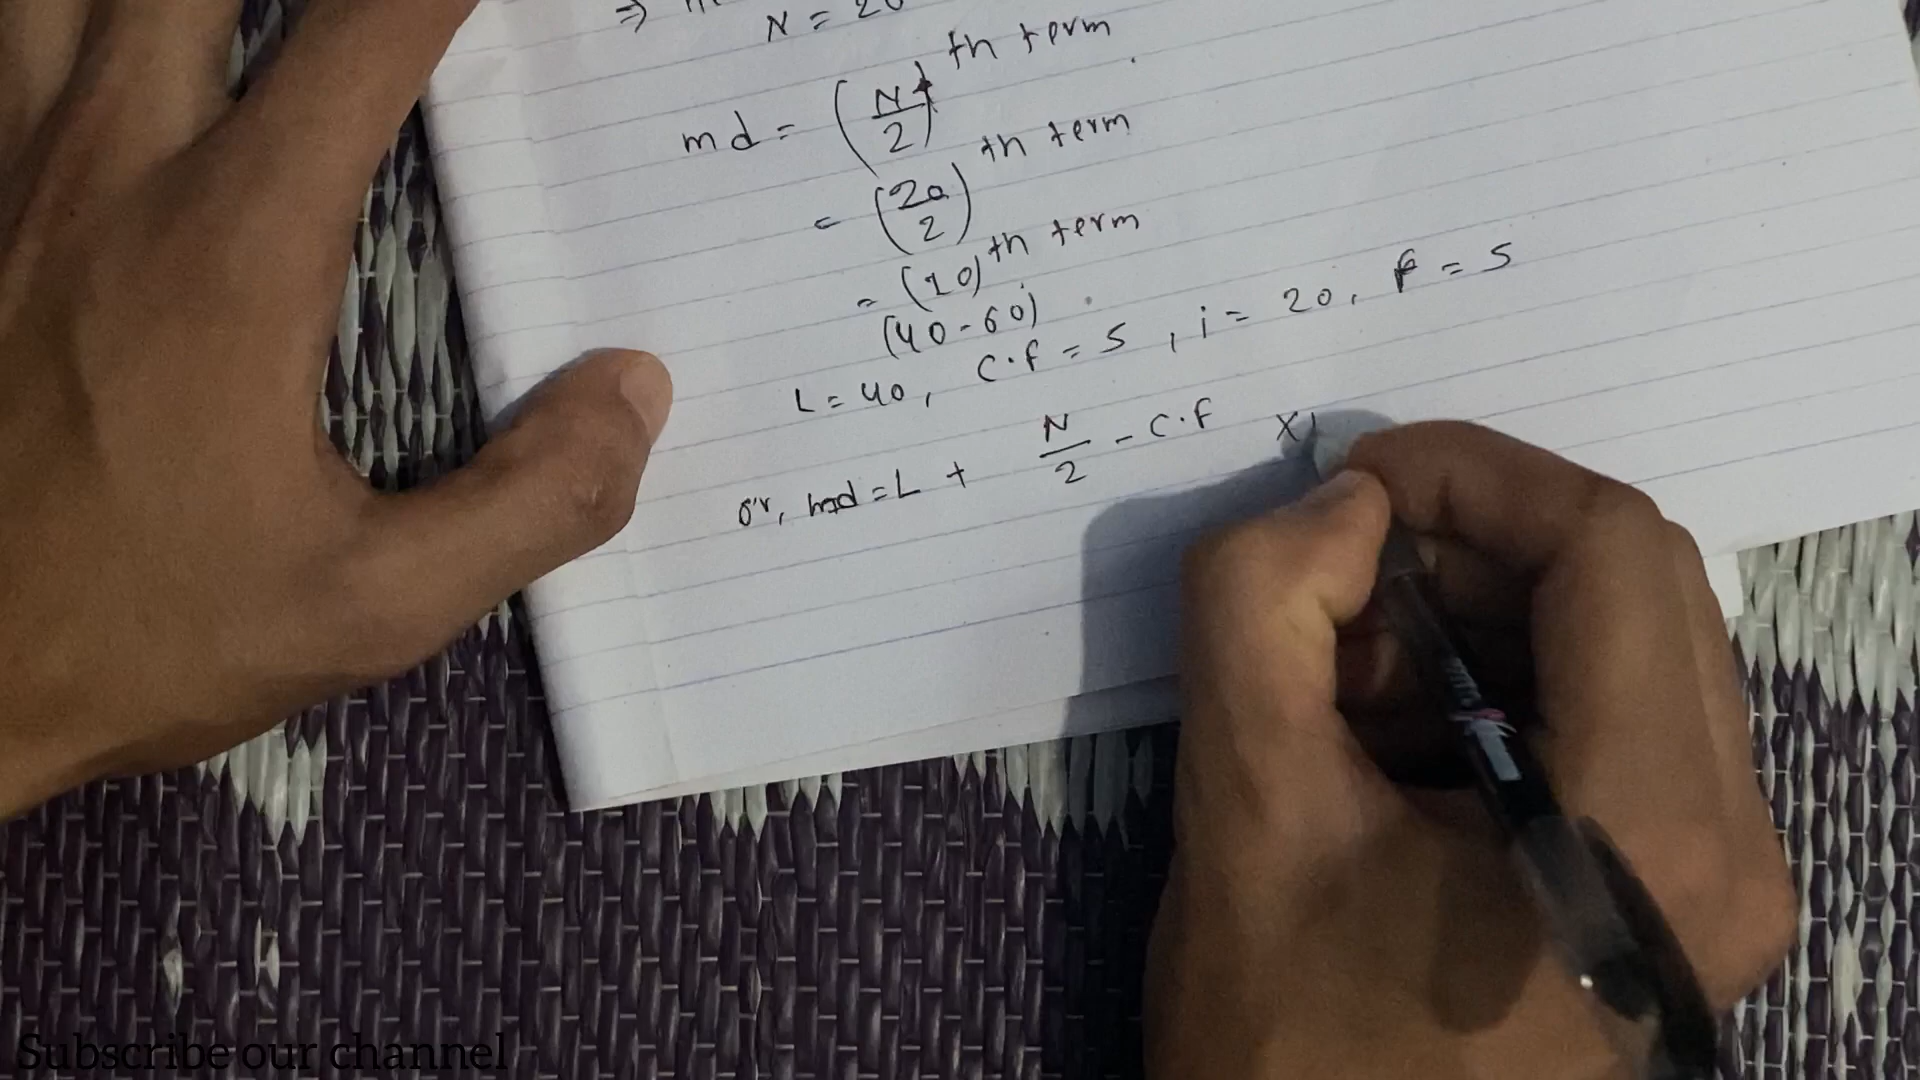 ⇒
N = 20
md = (N/2)th term
= (20/2)th term
= (10)th term
(40-60)
L = 40, c.f = 5, i = 20, f = 5
or, md = L + N/2 - c.f ×
Subscribe our channel